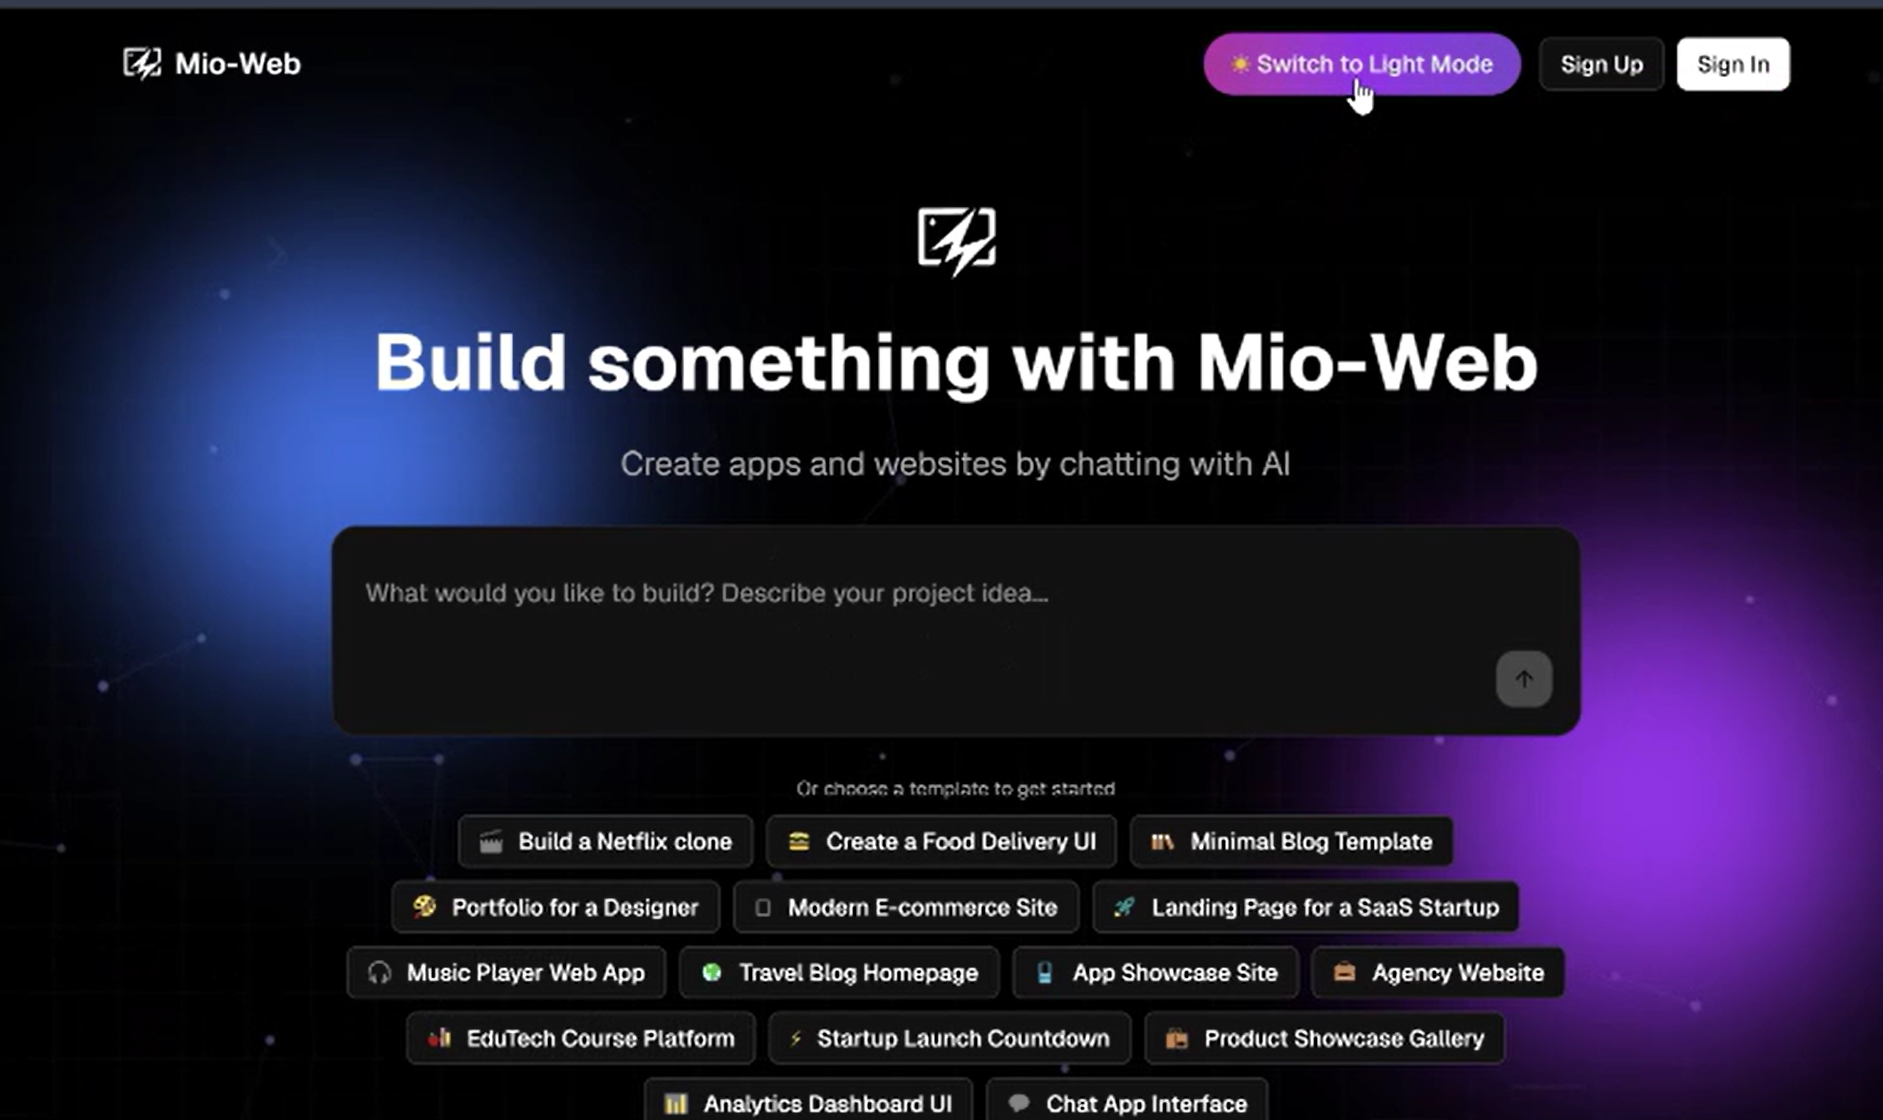 Mio-Web
Switch to Light Mode
Sign Up
Sign In
Build something with Mio-Web
Create apps and websites by chatting with AI
What would you like to build? Describe your project idea...
Or choose a template to get started
Build a Netflix clone
Create a Food Delivery UI
Minimal Blog Template
Portfolio for a Designer
Modern E-commerce Site
Landing Page for a SaaS Startup
Music Player Web App
Travel Blog Homepage
App Showcase Site
Agency Website
EduTech Course Platform
Startup Launch Countdown
Product Showcase Gallery
Analytics Dashboard UI
Chat App Interface